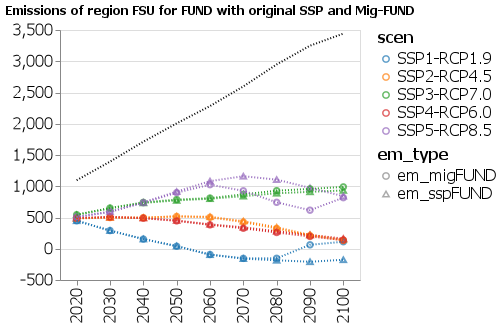 Emissions of region FSU for FUND with original SSP and Mig-FUND
3,500
3,000
2,500
2,000
1,500
1,000
500
0
-500
2020
2030
2040
2050
2060
2070
2080
2090
2100
scen
SSP1-RCP1.9
SSP2-RCP4.5
SSP3-RCP7.0
SSP4-RCP6.0
SSP5-RCP8.5
em_type
em_migFUND
em_sspFUND